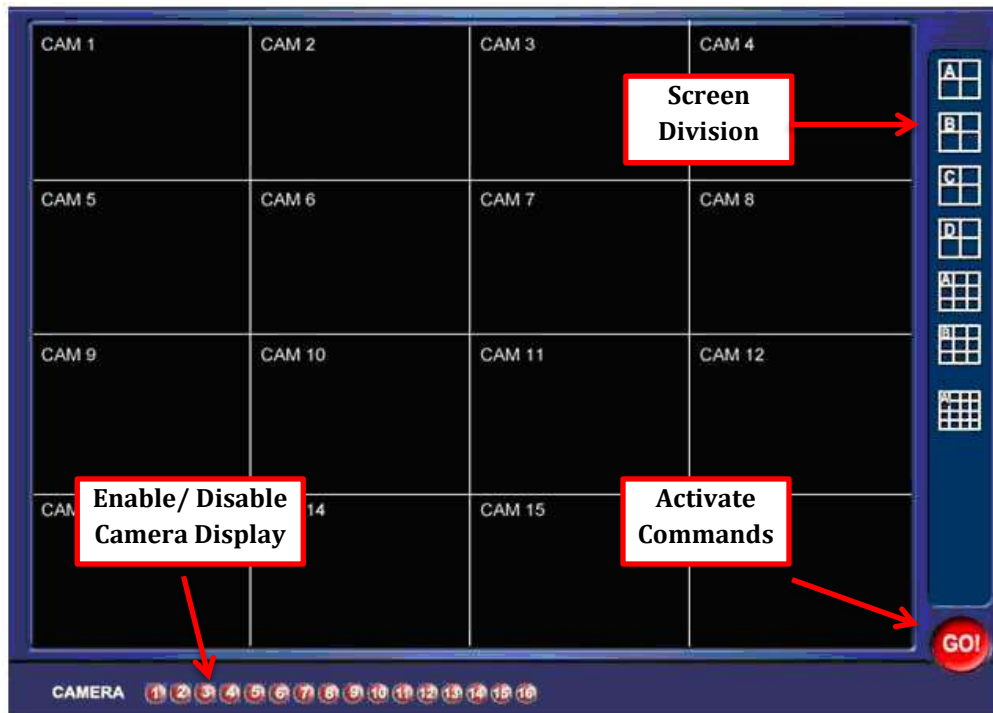 CAM 1
CAM 2
CAM 3
CAM 4
Screen
Division
A
B
CAM 5
CAM 6
CAM 7
CAM 8
C
D
A
B
CAM 9
CAM 10
CAM 11
CAM 12
A
Enable/ Disable
Camera Display
CAM
14
CAM 15
Activate
Commands
GO!
CAMERA 1 2 3 4 5 6 7 8 9 10 11 12 13 14 15 16